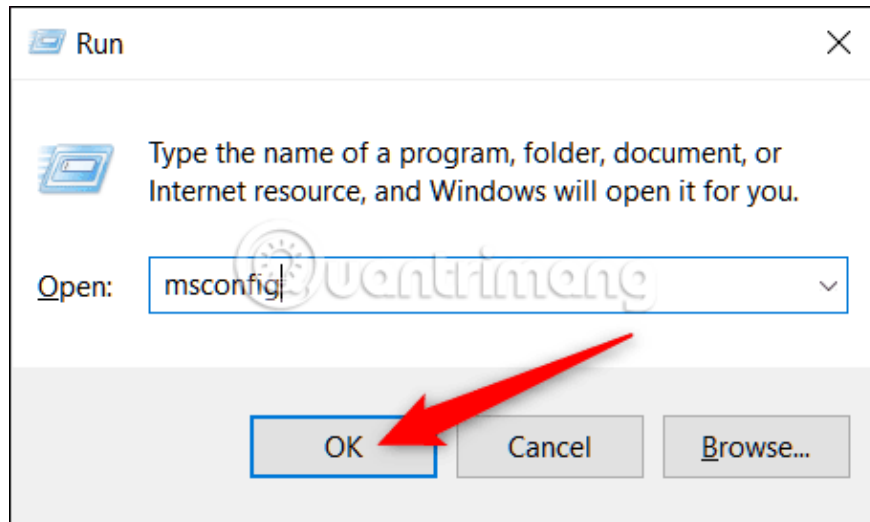 Run
Type the name of a program, folder, document, or
Internet resource, and Windows will open it for you.
Open: msconfig
uantrimang
OK Cancel Browse...